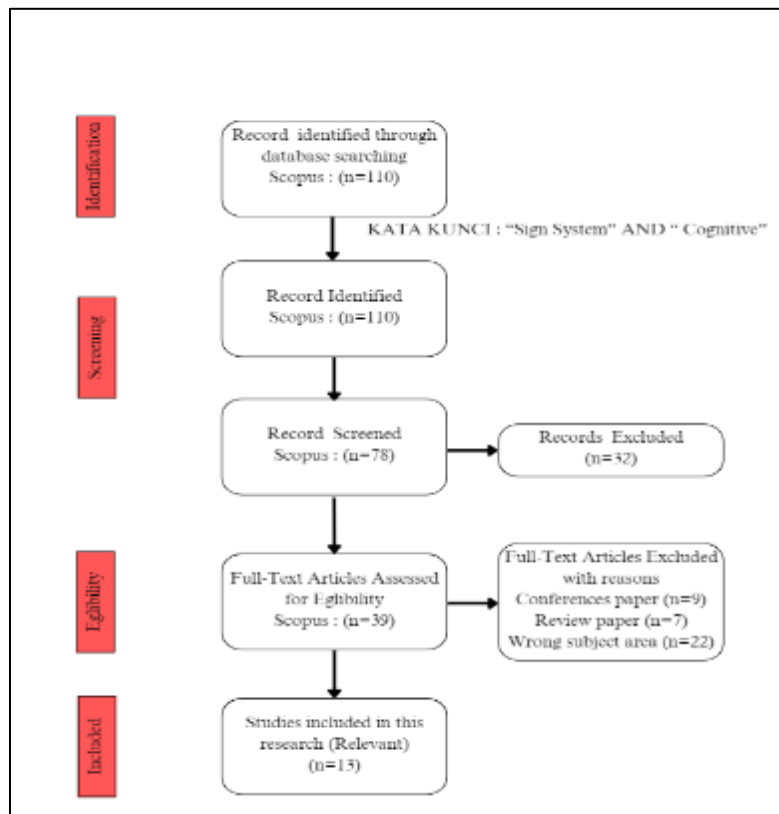 Identification
Record identified through
database searching
Scopus : (n=110)
KATA KUNCI : “Sign System” AND “ Cognitive”
Screening
Record Identified
Scopus : (n=110)
Record Screened
Scopus : (n=78)
Records Excluded
(n=32)
Eglibility
Full-Text Articles Assessed
for Eglibility
Scopus : (n=39)
Full-Text Articles Excluded
with reasons
Conferences paper (n=9)
Review paper (n=7)
Wrong subject area (n=22)
Included
Studies included in this
research (Relevant)
(n=13)